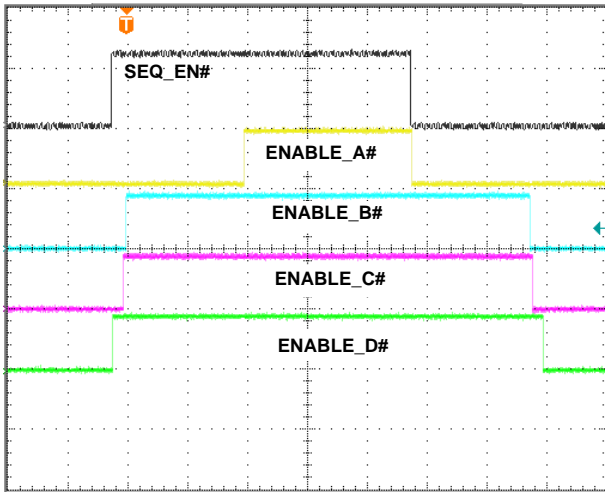 T
SEQ_EN#
ENABLE_A#
ENABLE_B#
ENABLE_C#
ENABLE_D#